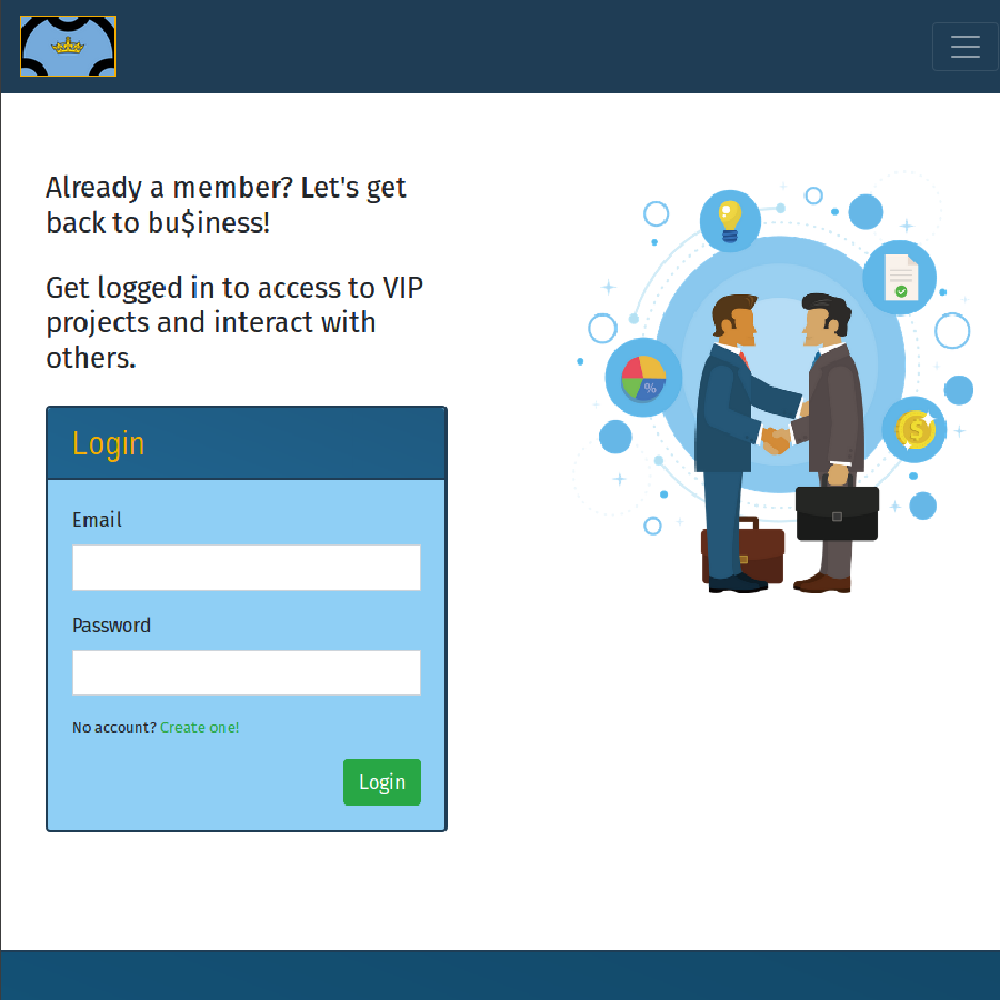 Already a member? Let's get
back to bu$iness!
Get logged in to access to VIP
projects and interact with
others.
Login
Email
Password
No account? Create one!
Login
%
$